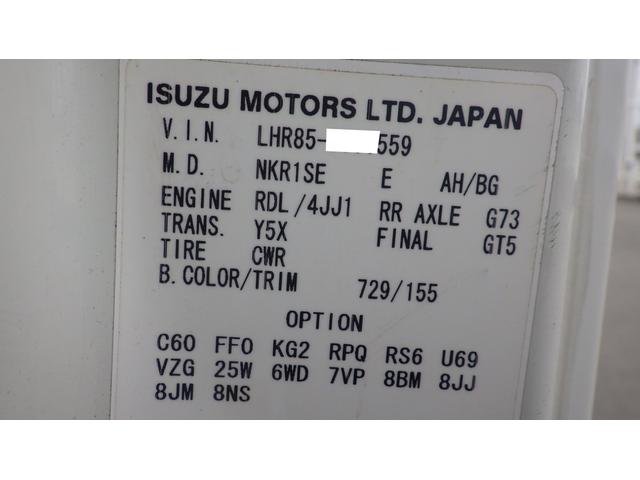 ISUZU MOTORS LTD. JAPAN
V.I.N. LHR85- 559
M.D. NKR1SE E AH/BG
ENGINE RDL/4JJ1 RR AXLE G73
TRANS. Y5X FINAL GT5
TIRE CWR
B.COLOR/TRIM 729/155
OPTION
C60 FF0 KG2 RPQ RS6 U69
VZG 25W 6WD 7VP 8BM 8JJ
8JM 8NS